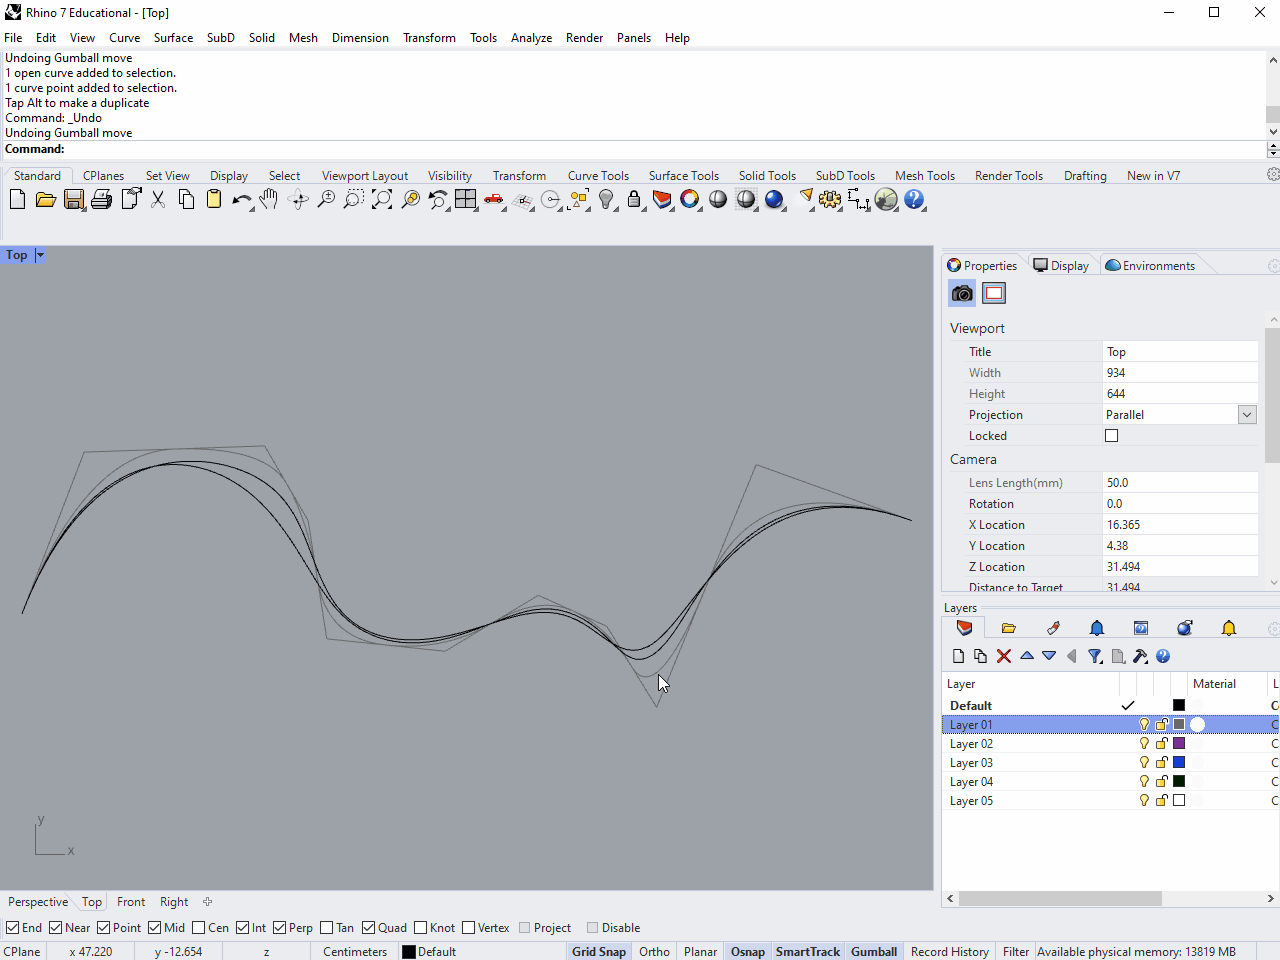 Rhino 7 Educational - [Top]
File Edit View Curve Surface SubD Solid Mesh Dimension Transform Tools Analyze Render Panels Help
Undoing Gumball move
1 open curve added to selection.
1 curve point added to selection.
Tap Alt to make a duplicate
Command: _Undo
Undoing Gumball move
Command:
Standard CPlanes Set View Display Select Viewport Layout Visibility Transform Curve Tools Surface Tools Solid Tools SubD Tools Mesh Tools Render Tools Drafting New in V7
Top
Properties Display Environments
Viewport
Title Top
Width 934
Height 644
Projection Parallel
Locked
Camera
Lens Length(mm) 50.0
Rotation 0.0
X Location 16.365
Y Location 4.38
Z Location 31.494
Distance to Target 31.494
Layers
Layer Material L
Default C
Layer 01 C
Layer 02 C
Layer 03 C
Layer 04 C
Layer 05 C
y
x
Perspective Top Front Right
End Near Point Mid Cen Int Perp Tan Quad Knot Vertex Project Disable
CPlane x 47.220 y -12.654 z Centimeters Default Grid Snap Ortho Planar Osnap SmartTrack Gumball Record History Filter Available physical memory: 13819 MB